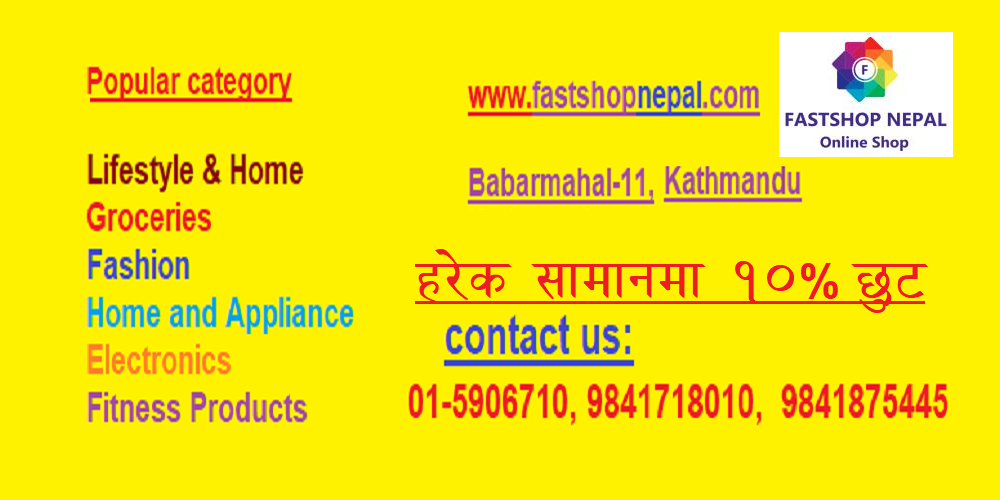 Popular category
Lifestyle & Home
Groceries
Fashion
Home and Appliance
Electronics
Fitness Products
www.fastshopnepal.com
Babarmahal-11, Kathmandu
हरेक सामानमा १०% छुट
contact us:
01-5906710, 9841718010, 9841875445
F
FASTSHOP NEPAL
Online Shop